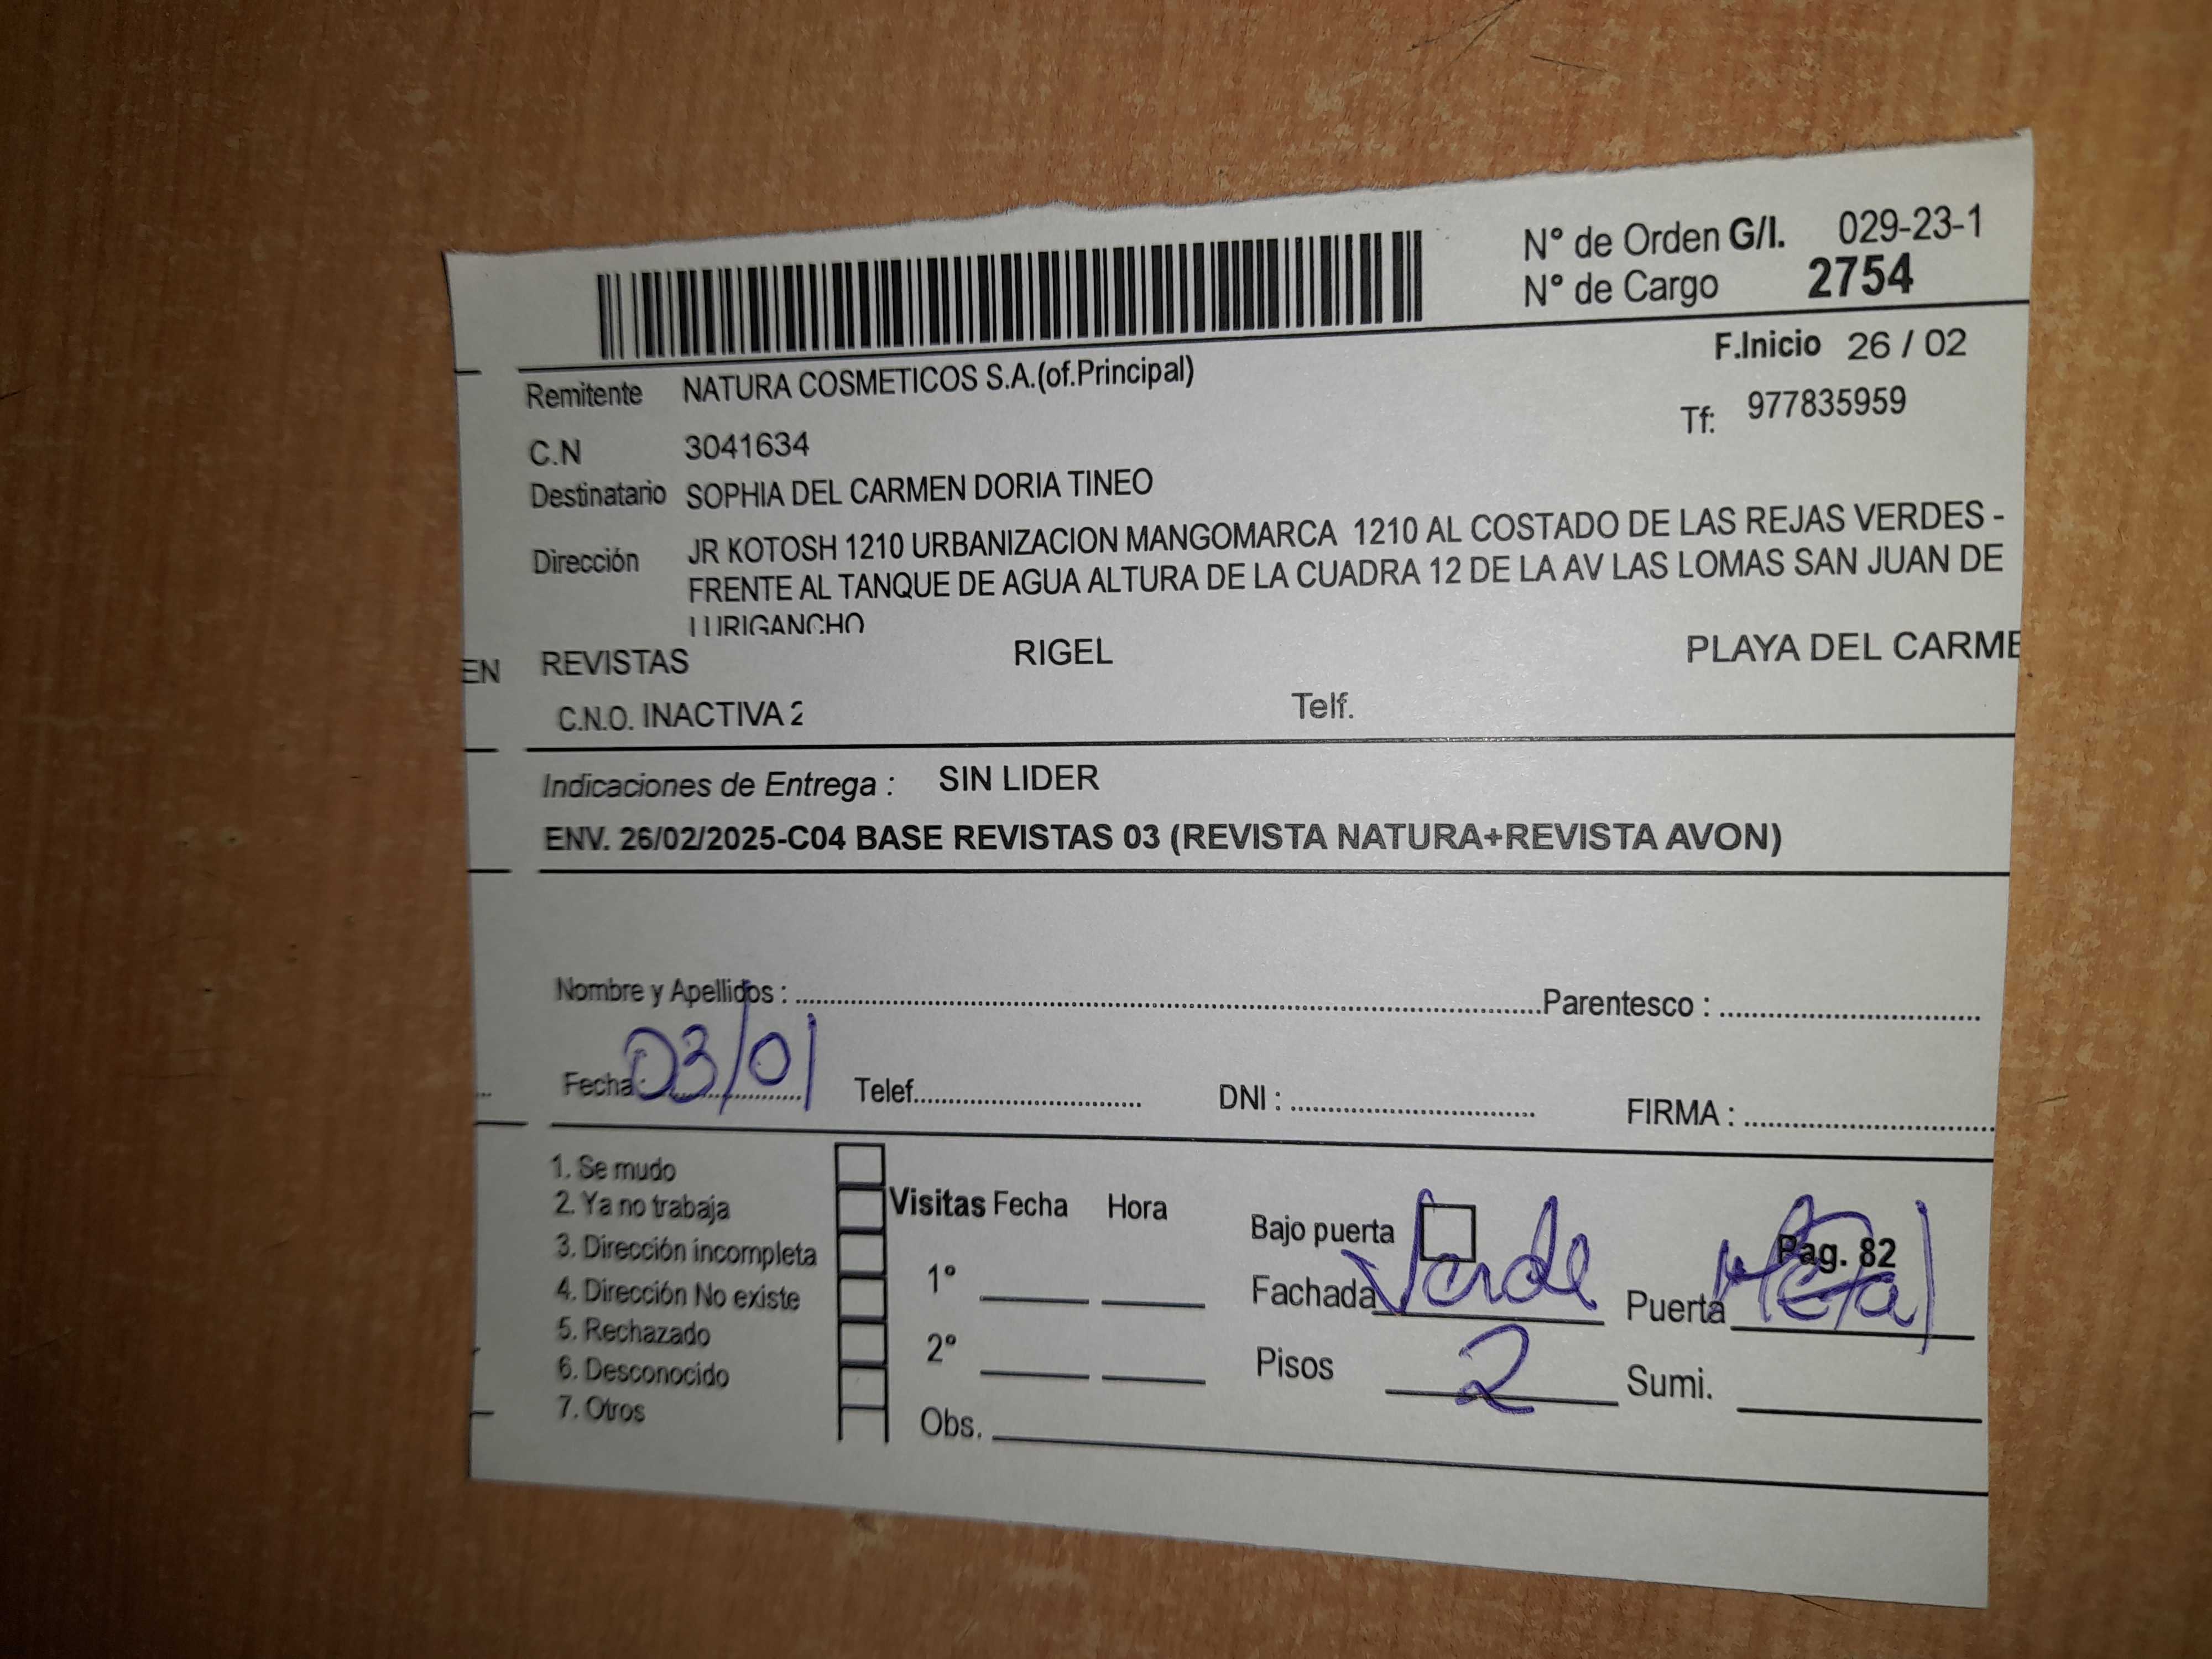 N° de Orden G/I. 029-23-1
N° de Cargo 2754
F.Inicio 26 / 02
Remitente NATURA COSMETICOS S.A.(of.Principal)
Tf: 977835959
C.N 3041634
Destinatario SOPHIA DEL CARMEN DORIA TINEO
Dirección JR KOTOSH 1210 URBANIZACION MANGOMARCA 1210 AL COSTADO DE LAS REJAS VERDES -
FRENTE AL TANQUE DE AGUA ALTURA DE LA CUADRA 12 DE LA AV LAS LOMAS SAN JUAN DE
LURIGANCHO
EN REVISTAS RIGEL PLAYA DEL CARME
C.N.O. INACTIVA 2 Telf.
Indicaciones de Entrega : SIN LIDER
ENV. 26/02/2025-C04 BASE REVISTAS 03 (REVISTA NATURA+REVISTA AVON)
Nombre y Apellidos : Parentesco :
Fecha: 03/01 Telef. DNI : FIRMA :
1. Se mudo
2. Ya no trabaja
3. Dirección incompleta
4. Dirección No existe
5. Rechazado
6. Desconocido
7. Otros
Visitas Fecha Hora
1°
2°
Obs.
Bajo puerta Pag. 82
Fachada Verde Puerta Metal
Pisos 2 Sumi.